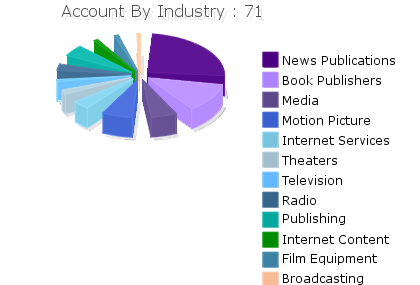 Account By Industry : 71
News Publications
Book Publishers
Media
Motion Picture
Internet Services
Theaters
Television
Radio
Publishing
Internet Content
Film Equipment
Broadcasting